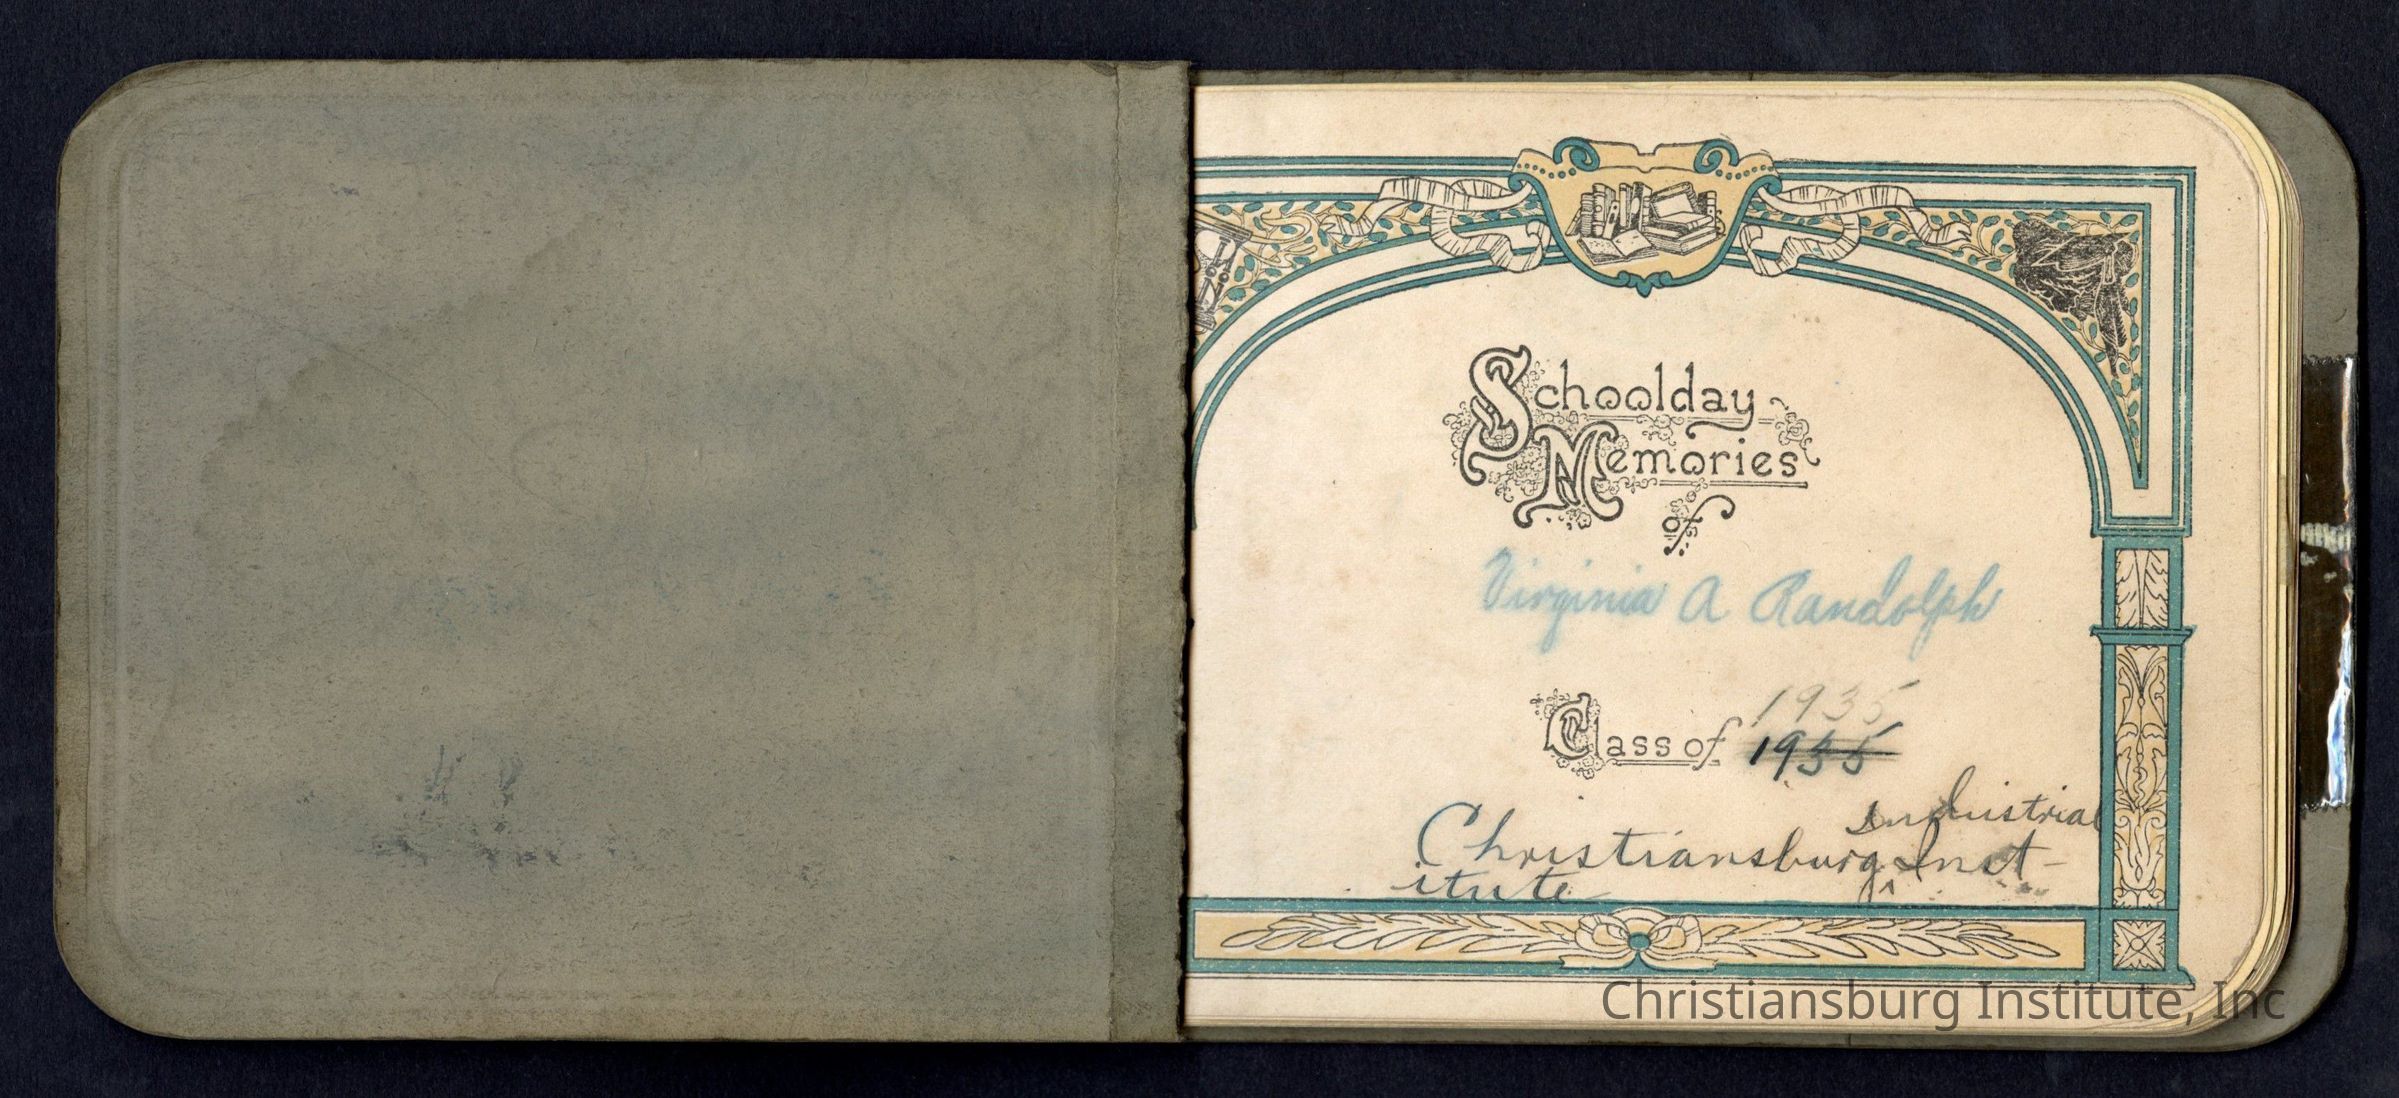 Schoolday
Memories
of
Virginia A Randolph
1935
Class of 1935
Industrial
Christiansburg Inst-
itute
Christiansburg Institute, Inc